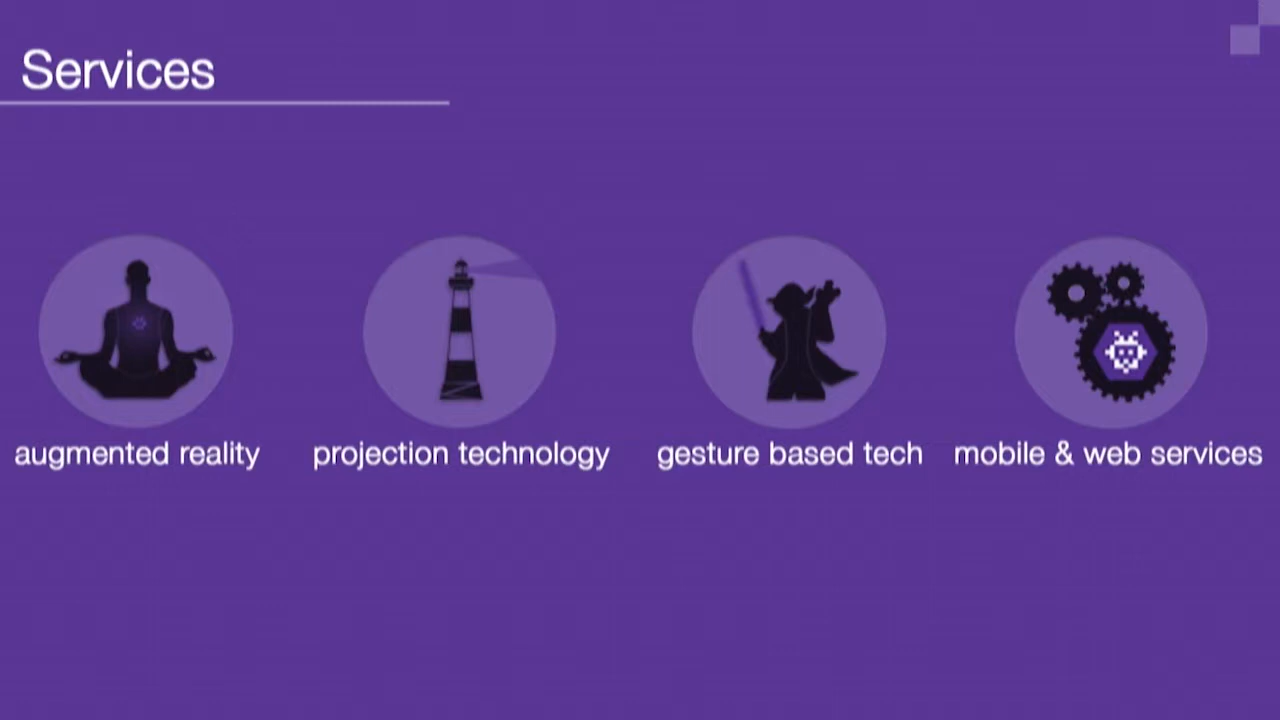 Services
augmented reality
projection technology
gesture based tech
mobile & web services